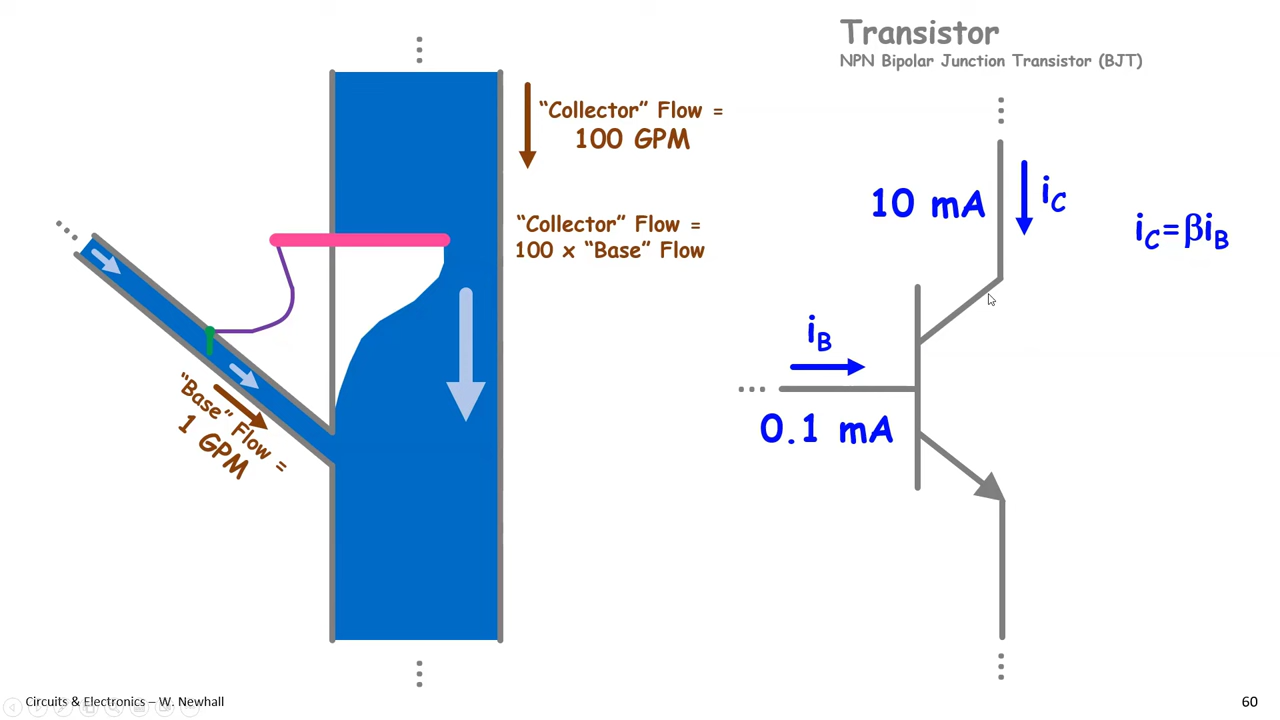 Transistor
NPN Bipolar Junction Transistor (BJT)
“Collector” Flow =
100 GPM
“Collector” Flow =
100 x “Base” Flow
“Base” Flow =
1 GPM
10 mA
iC
iC=βiB
iB
0.1 mA
Circuits & Electronics – W. Newhall
60